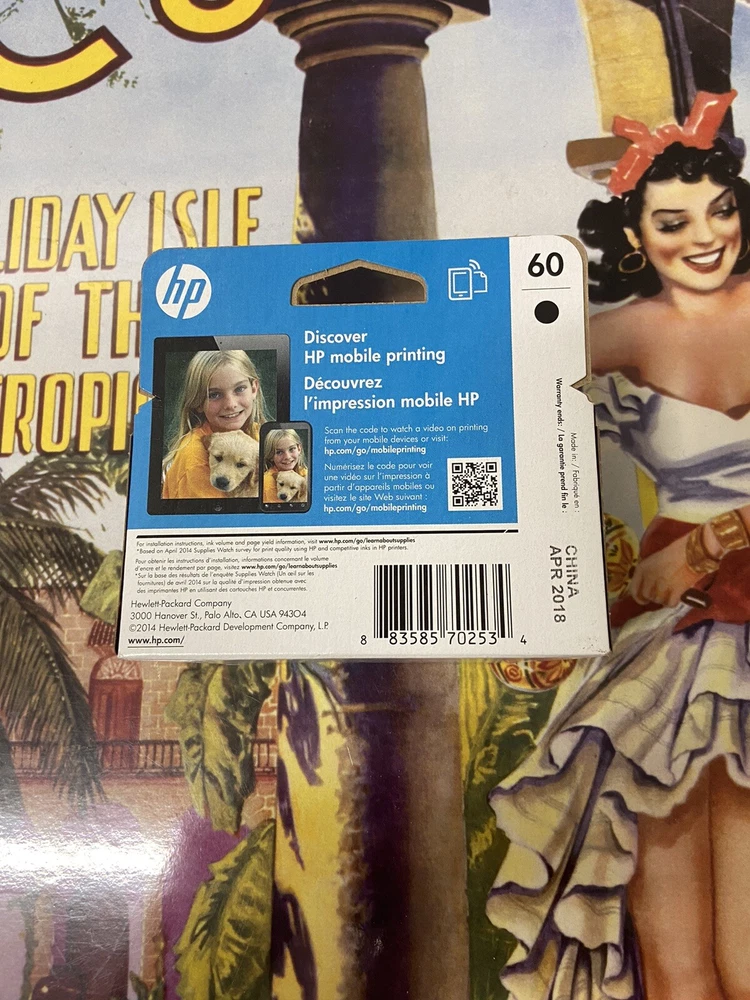 LIDAY ISLE
OF TH
TROPI
hp
60
Discover
HP mobile printing
Découvrez
l'impression mobile HP
Scan the code to watch a video on printing
from your mobile devices or visit:
hp.com/go/mobileprinting
Numérisez le code pour voir
une vidéo sur l'impression à
partir d'appareils mobiles ou
visitez le site Web suivant :
hp.com/go/mobileprinting
Warranty ends: / La garantie prend fin le :
Made in: / Fabriqué en :
CHINA
APR 2018
For installation instructions, ink volume and page yield information, visit www.hp.com/go/learnaboutsupplies
*Based on April 2014 Supplies Watch survey for print quality using HP and competitive inks in HP printers.
Pour obtenir les instructions d'installation, informations concernant le volume
d'encre et le rendement par page, visitez www.hp.com/go/learnaboutsupplies
*Sur la base des résultats de l'enquête Supplies Watch (Un œil sur les
fournitures) de avril 2014 sur la qualité d'impression obtenue avec
des imprimantes HP en utilisant des cartouches HP et concurrentes.
Hewlett-Packard Company
3000 Hanover St., Palo Alto, CA USA 94304
©2014 Hewlett-Packard Development Company, L.P.
www.hp.com/
8 83585 70253 4